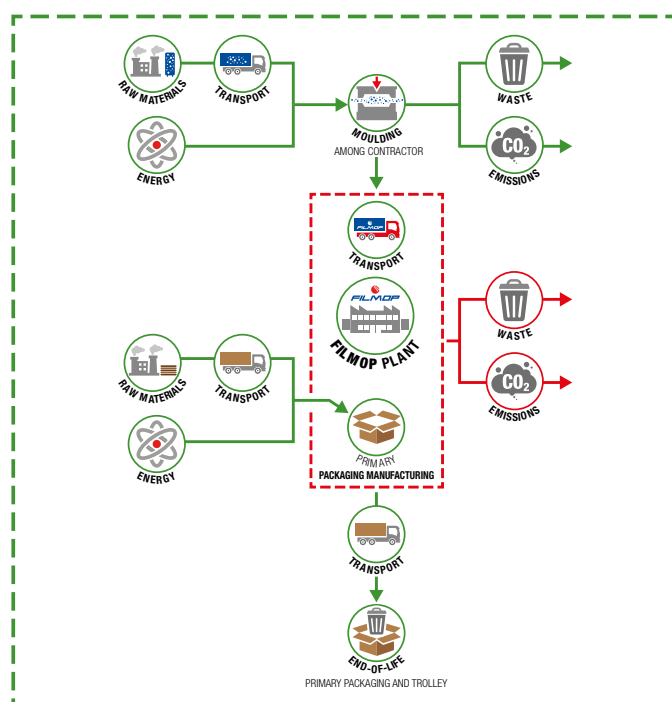 RAW MATERIALS
TRANSPORT
WASTE
MOULDING
AMONG CONTRACTOR
ENERGY
CO2
EMISSIONS
FILMOP
TRANSPORT
FILMOP
FILMOP PLANT
WASTE
RAW MATERIALS
TRANSPORT
CO2
EMISSIONS
ENERGY
PRIMARY
PACKAGING MANUFACTURING
TRANSPORT
END-OF-LIFE
PRIMARY PACKAGING AND TROLLEY